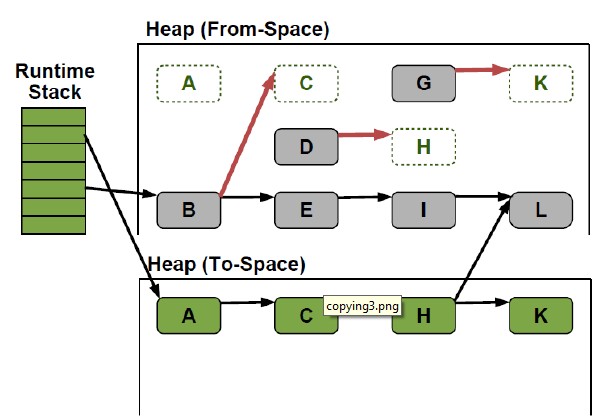 Heap (From-Space)
Runtime
Stack
A
C
G
K
D
H
B
E
I
L
Heap (To-Space)
A
C
copying3.png
H
K